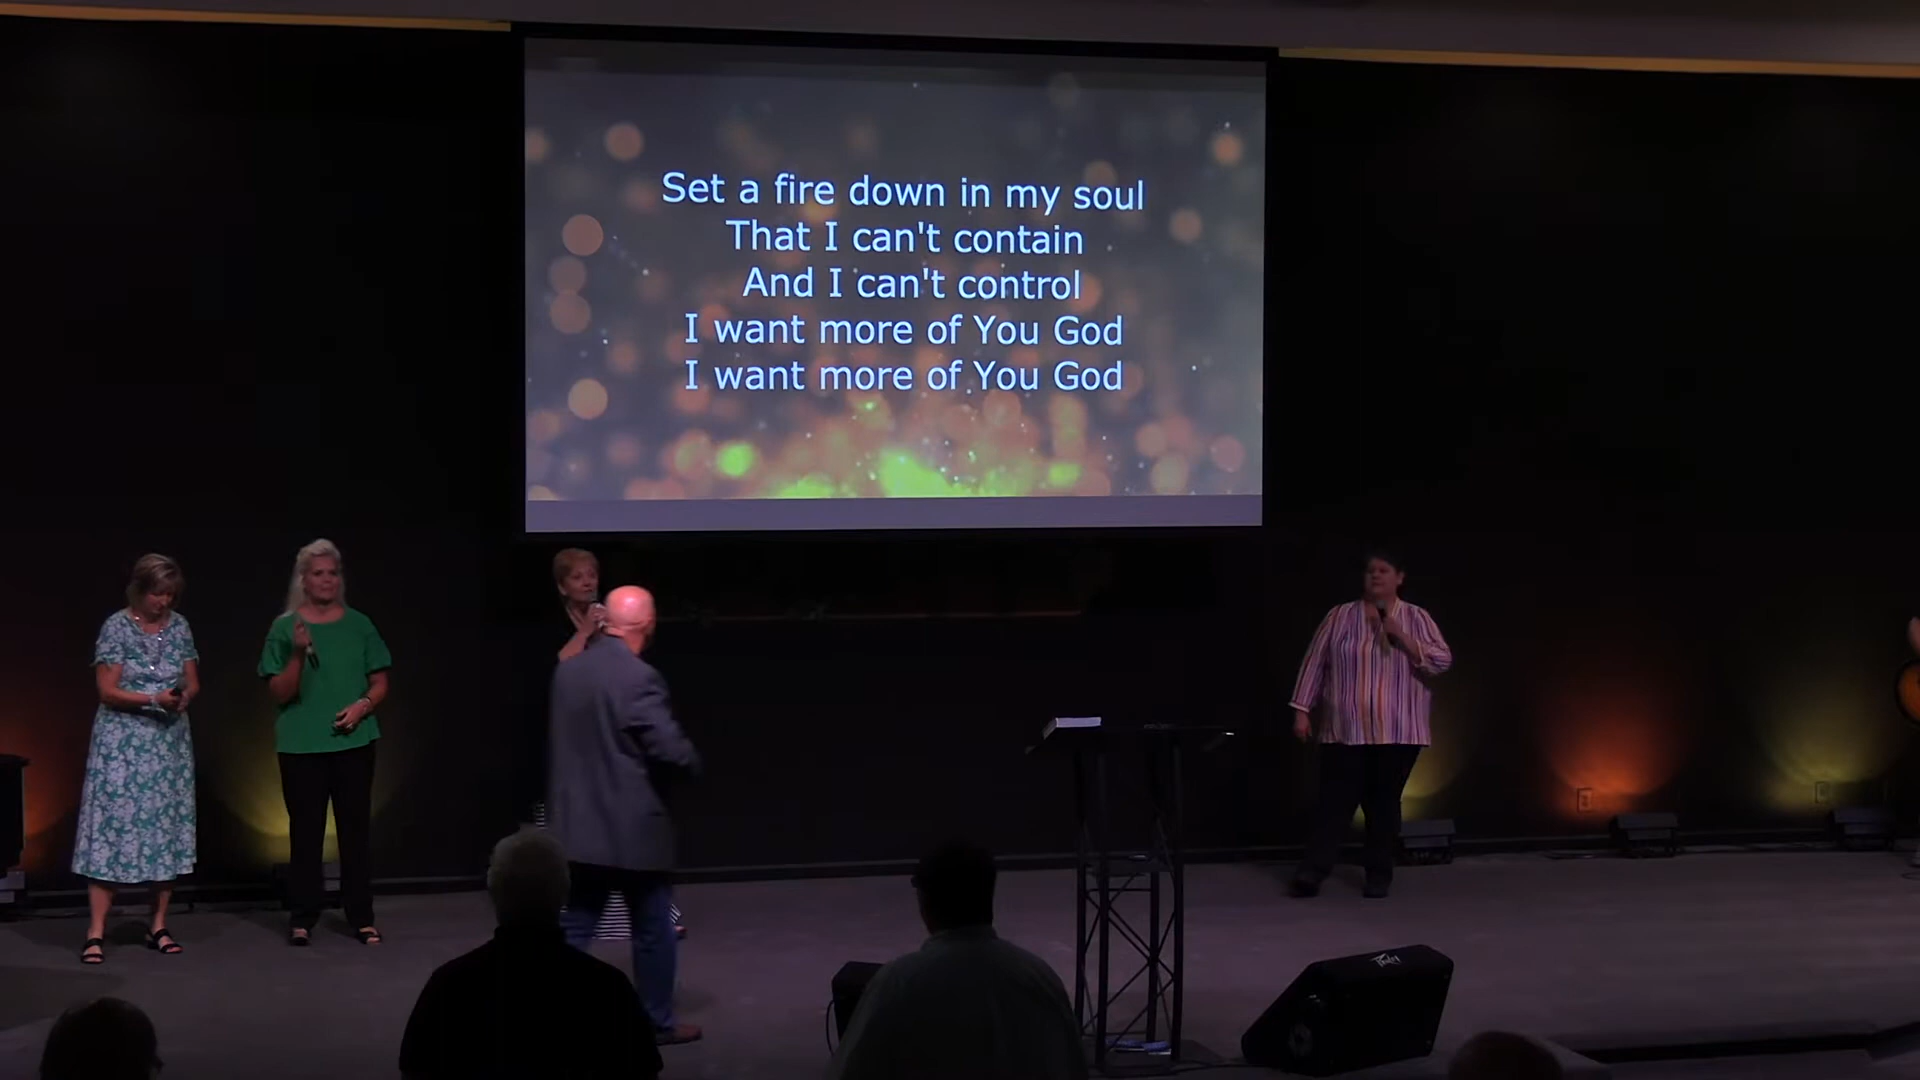 Set a fire down in my soul
That I can't contain
And I can't control
I want more of You God
I want more of You God
Peavey